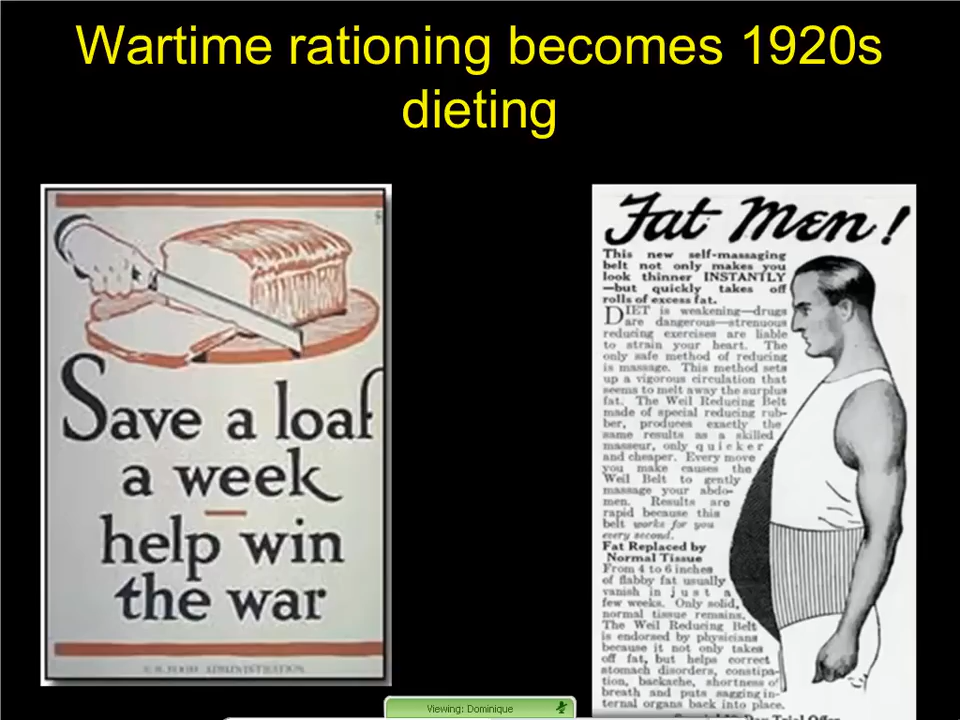 Wartime rationing becomes 1920s
dieting
Save a loaf
a week
help win
the war
U.S. FOOD ADMINISTRATION
Fat Men!
This new self-massaging
belt not only makes you
look thinner INSTANTLY
—but quickly takes off
rolls of excess fat.
DIET is weakening—drugs
are dangerous—strenuous
reducing exercises are liable
to strain your heart. The
only safe method of reducing
is massage. This method sets
up a vigorous circulation that
seems to melt away the surplus
fat. The Weil Reducing Belt
made of special reducing rub-
ber, produces exactly the
same results as a skilled
masseur, only quicker
and cheaper. Every move
you make causes the
Weil Belt to gently
massage your abdo-
men. Results are
rapid because this
belt works for you
every second.
Fat Replaced by
Normal Tissue
From 4 to 6 inches
of flabby fat usually
vanish in just a
few weeks. Only solid,
normal tissue remains.
The Weil Reducing Belt
is endorsed by physicians
because it not only takes
off fat, but helps correct
stomach disorders, constipa-
tion, backache, shortness of
breath and puts sagging in-
ternal organs back into place.
Trial Offer
Viewing: Dominique